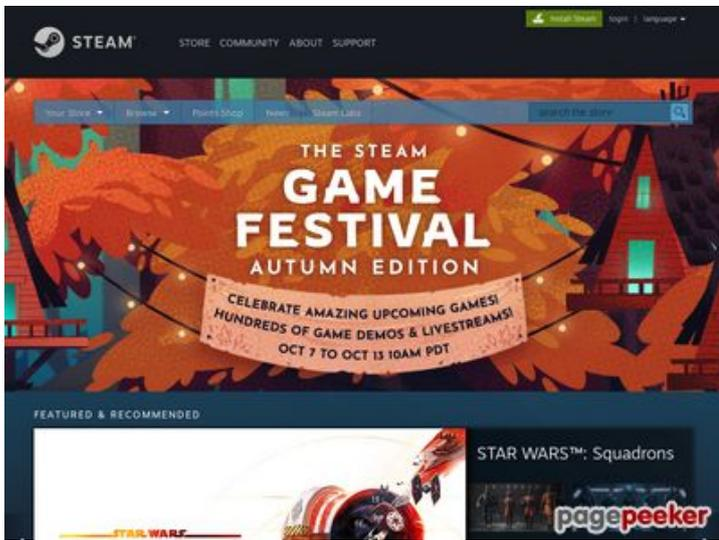 Install Steam login | language
STEAM
STORE COMMUNITY ABOUT SUPPORT
Your Store Browse Points Shop News Steam Labs search the store
THE STEAM
GAME
FESTIVAL
AUTUMN EDITION
CELEBRATE AMAZING UPCOMING GAMES!
HUNDREDS OF GAME DEMOS & LIVESTREAMS!
OCT 7 TO OCT 13 10AM PDT
FEATURED & RECOMMENDED
STAR WARS™: Squadrons
STAR WARS
pagepeeker